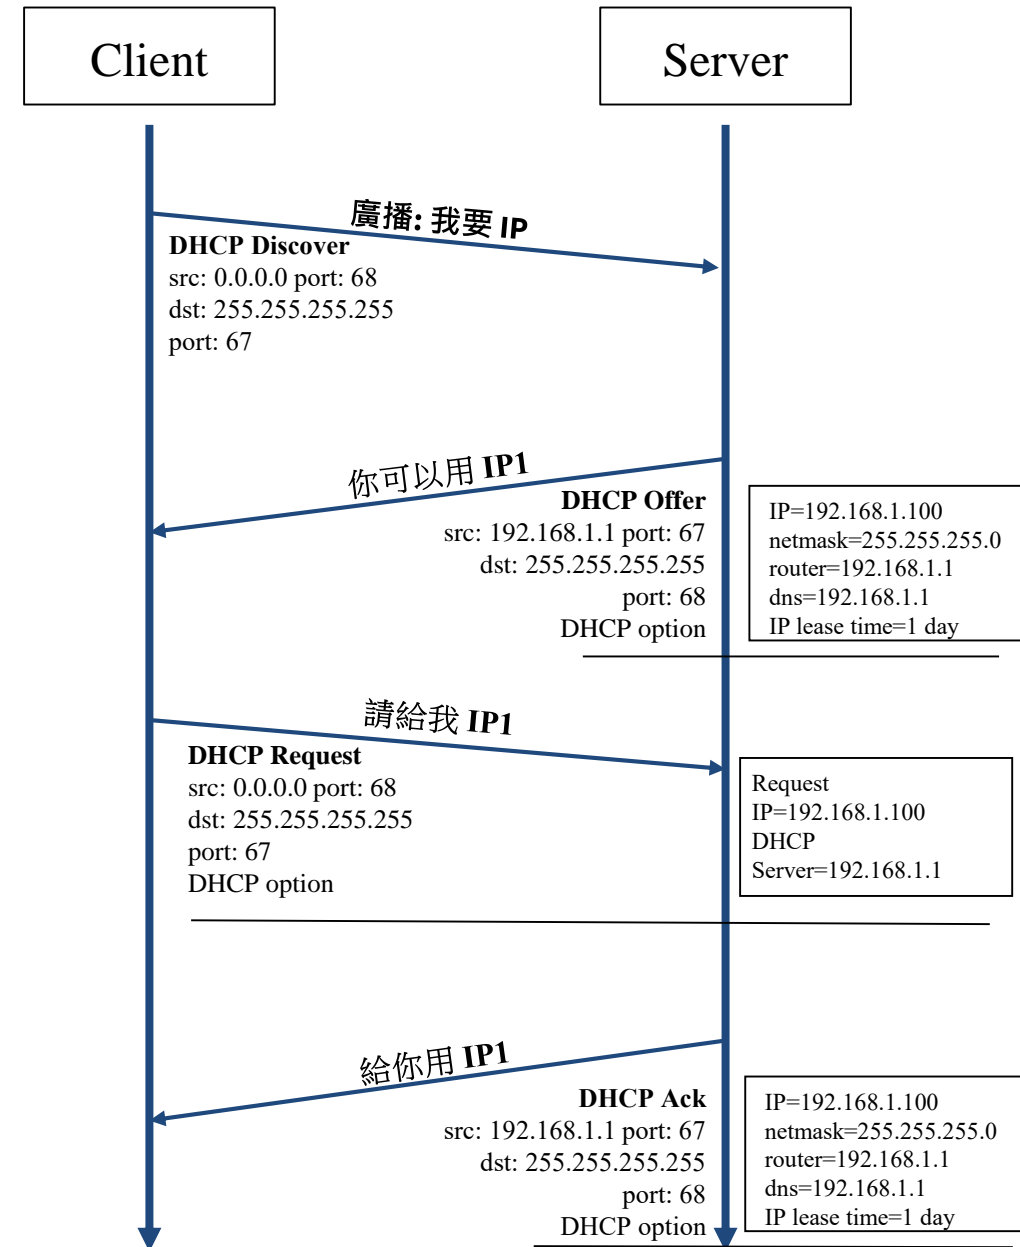 Client
Server
廣播: 我要 IP
DHCP Discover
src: 0.0.0.0 port: 68
dst: 255.255.255.255
port: 67
你可以用 IP1
DHCP Offer
src: 192.168.1.1 port: 67
dst: 255.255.255.255
port: 68
DHCP option
IP=192.168.1.100
netmask=255.255.255.0
router=192.168.1.1
dns=192.168.1.1
IP lease time=1 day
請給我 IP1
DHCP Request
src: 0.0.0.0 port: 68
dst: 255.255.255.255
port: 67
DHCP option
Request
IP=192.168.1.100
DHCP
Server=192.168.1.1
給你用 IP1
DHCP Ack
src: 192.168.1.1 port: 67
dst: 255.255.255.255
port: 68
DHCP option
IP=192.168.1.100
netmask=255.255.255.0
router=192.168.1.1
dns=192.168.1.1
IP lease time=1 day